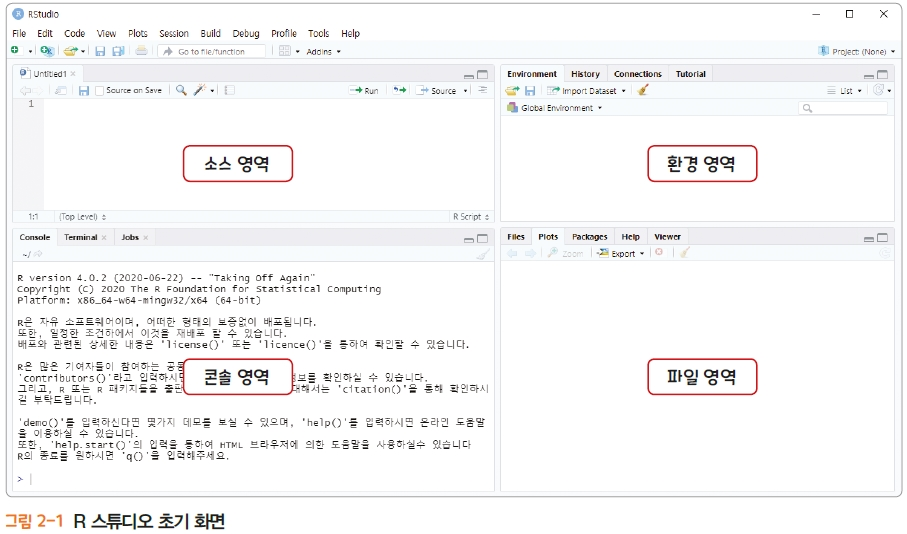 RStudio
File Edit Code View Plots Session Build Debug Profile Tools Help
Go to file/function Addins Project: (None)
Untitled1
Source on Save Run Source
1
소스 영역
1:1 (Top Level) R Script
Environment History Connections Tutorial
Import Dataset List
Global Environment
환경 영역
Console Terminal Jobs
~/
R version 4.0.2 (2020-06-22) -- "Taking Off Again"
Copyright (C) 2020 The R Foundation for Statistical Computing
Platform: x86_64-w64-mingw32/x64 (64-bit)
R은 자유 소프트웨어이며, 어떠한 형태의 보증없이 배포됩니다.
또한, 일정한 조건하에서 이것을 재배포 할 수 있습니다.
배포와 관련된 상세한 내용은 'license()' 또는 'licence()'을 통하여 확인할 수 있습니다.
R은 많은 기여자들이 참여하는 공동
'contributors()'라고 입력하시면 정보를 확인하실 수 있습니다.
그리고, R 또는 R 패키지들을 출판 대해서는 'citation()'을 통해 확인하시
길 부탁드립니다.
콘솔 영역
'demo()'를 입력하신다면 몇가지 데모를 보실 수 있으며, 'help()'를 입력하시면 온라인 도움말
을 이용하실 수 있습니다.
또한, 'help.start()'의 입력을 통하여 HTML 브라우저에 의한 도움말을 사용하실수 있습니다
R의 종료를 원하시면 'q()'을 입력해주세요.
>
Files Plots Packages Help Viewer
Zoom Export
파일 영역
그림 2-1 R 스튜디오 초기 화면